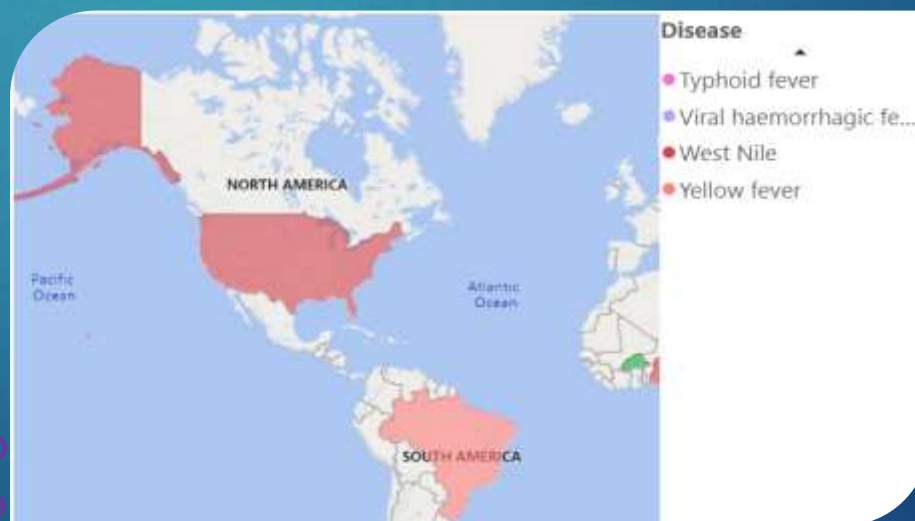 Disease
Typhoid fever
Viral haemorrhagic fe...
West Nile
Yellow fever
NORTH AMERICA
Pacific
Ocean
Atlantic
Ocean
SOUTH AMERICA